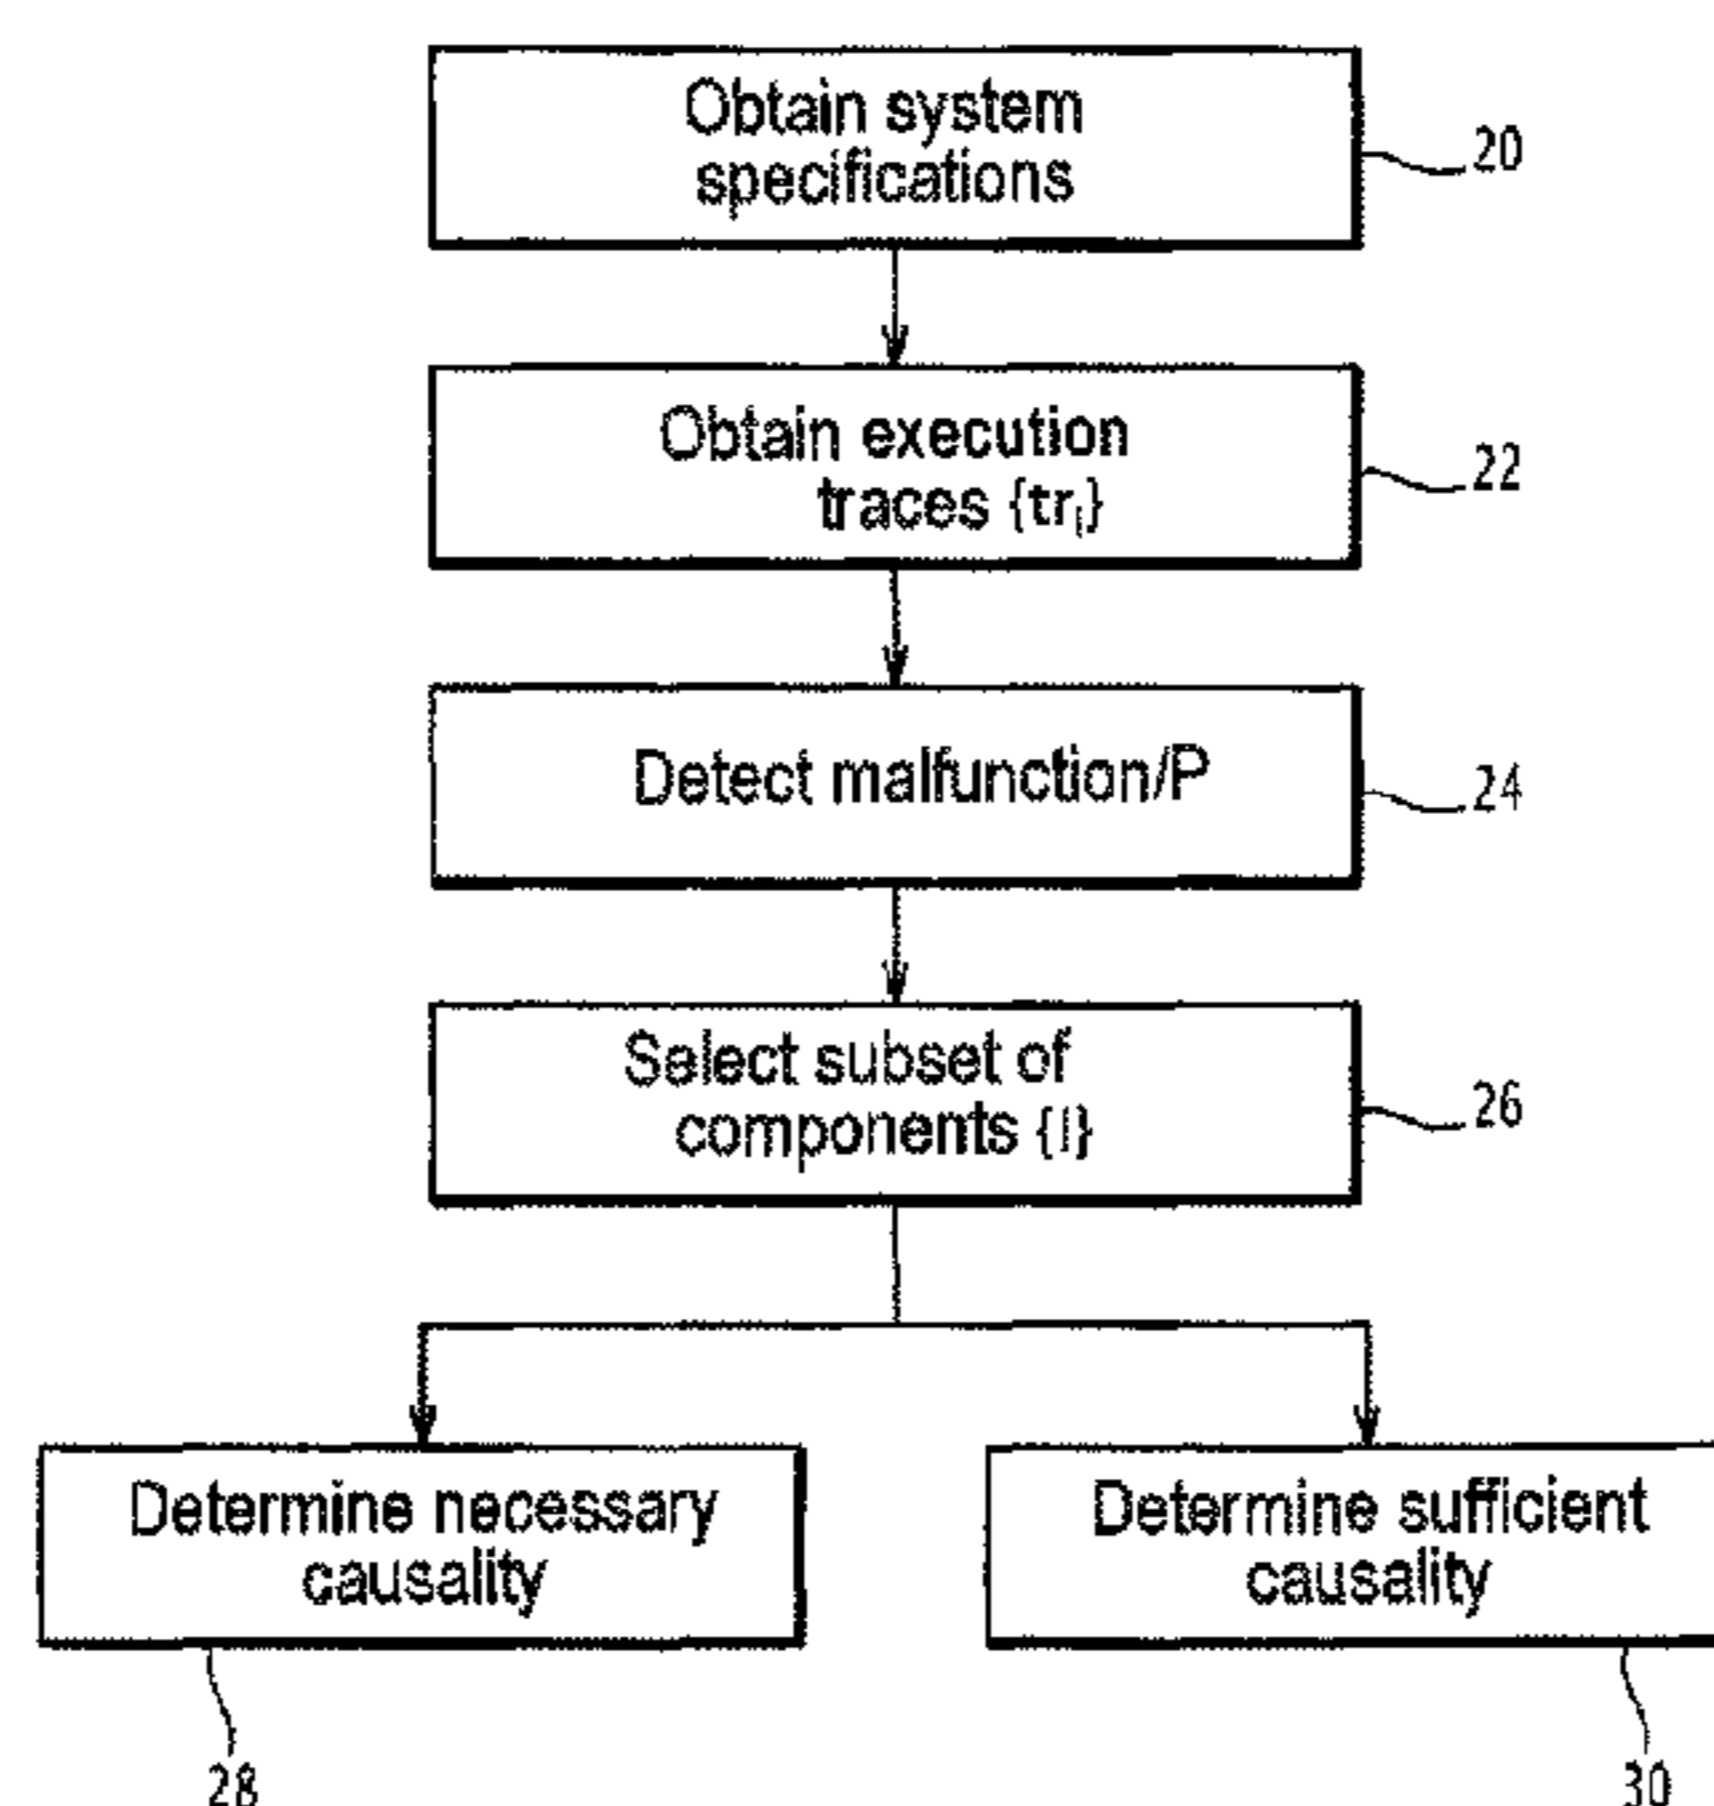 Obtain system
specifications
20
Obtain execution
traces {tri}
22
Detect malfunction/P
24
Select subset of
components {I}
26
Determine necessary
causality
Determine sufficient
causality
28
30